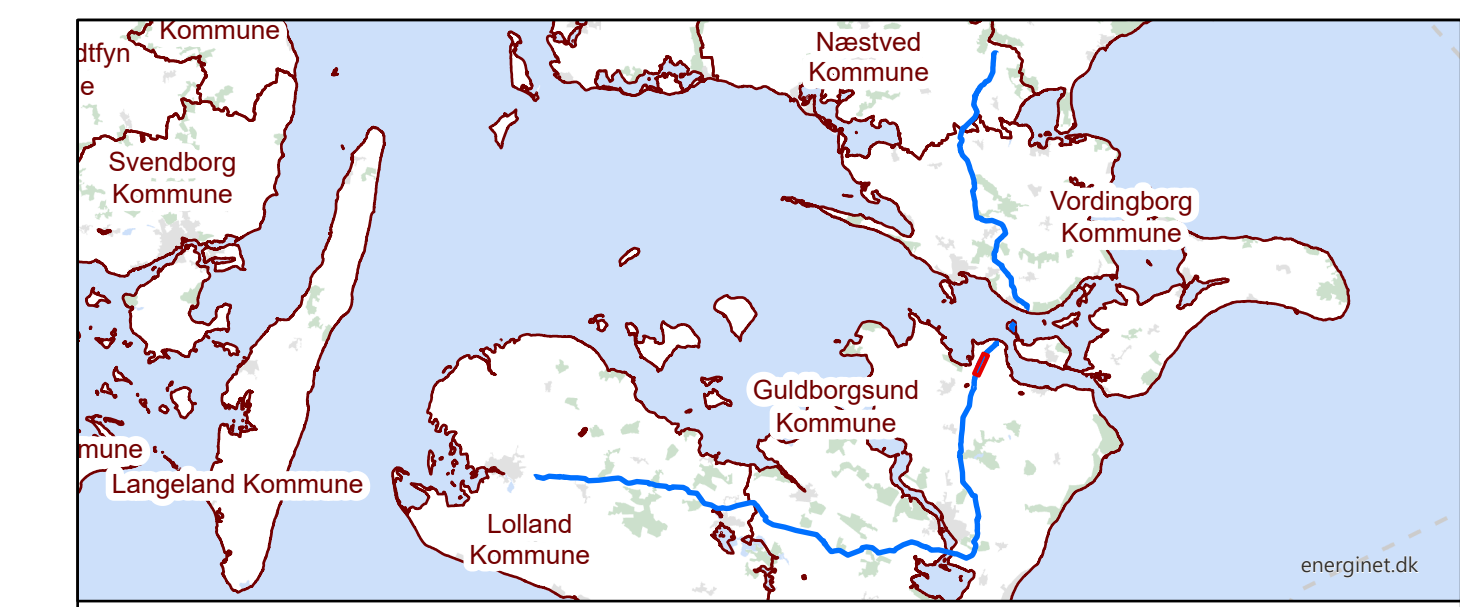 Kommune
dtfyn
e
Næstved
Kommune
Svendborg
Kommune
Vordingborg
Kommune
Guldborgsund
Kommune
mune
Langeland Kommune
Lolland
Kommune
energinet.dk